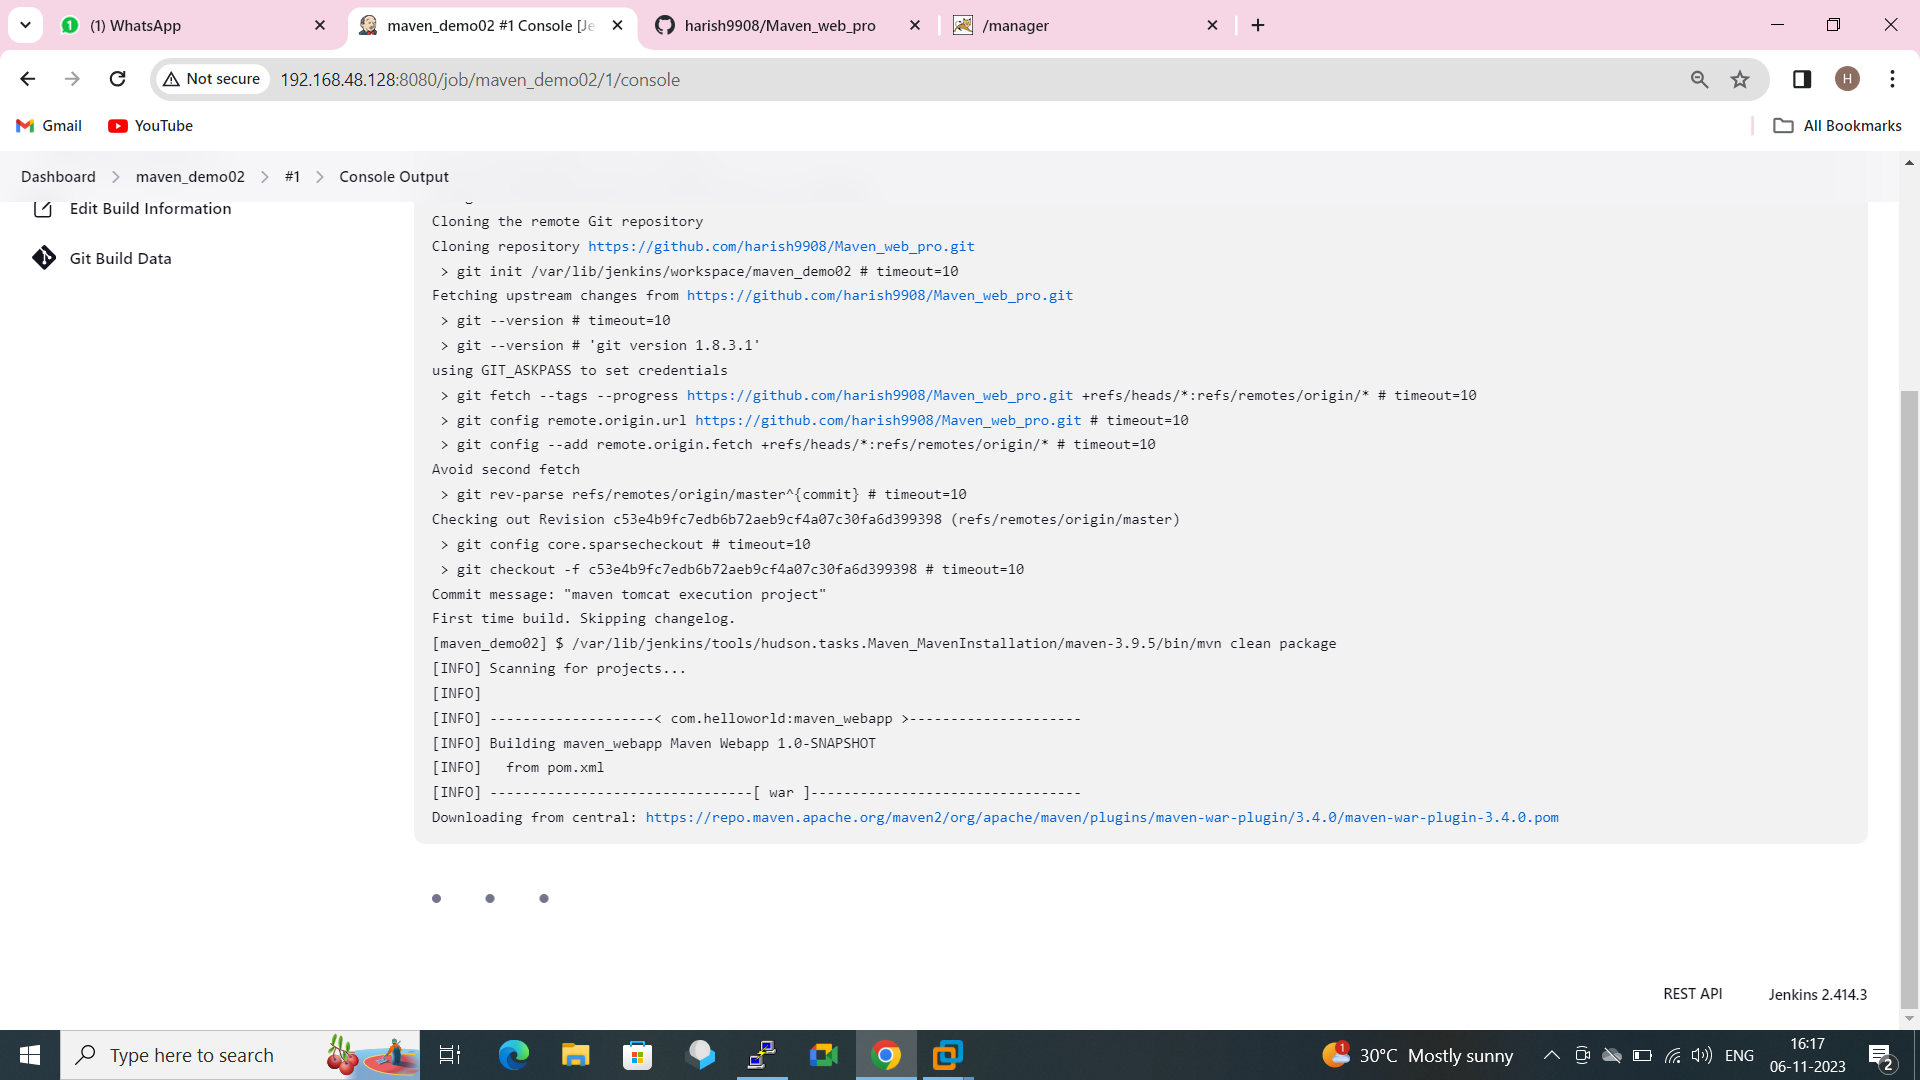 (1) WhatsApp
maven_demo02 #1 Console [Je
harish9908/Maven_web_pro
/manager
Not secure
192.168.48.128:8080/job/maven_demo02/1/console
H
Gmail
YouTube
All Bookmarks
Dashboard
maven_demo02
#1
Console Output
Edit Build Information
Git Build Data
Cloning the remote Git repository
Cloning repository https://github.com/harish9908/Maven_web_pro.git
> git init /var/lib/jenkins/workspace/maven_demo02 # timeout=10
Fetching upstream changes from https://github.com/harish9908/Maven_web_pro.git
> git --version # timeout=10
> git --version # 'git version 1.8.3.1'
using GIT_ASKPASS to set credentials
> git fetch --tags --progress https://github.com/harish9908/Maven_web_pro.git +refs/heads/*:refs/remotes/origin/* # timeout=10
> git config remote.origin.url https://github.com/harish9908/Maven_web_pro.git # timeout=10
> git config --add remote.origin.fetch +refs/heads/*:refs/remotes/origin/* # timeout=10
Avoid second fetch
> git rev-parse refs/remotes/origin/master^{commit} # timeout=10
Checking out Revision c53e4b9fc7edb6b72aeb9cf4a07c30fa6d399398 (refs/remotes/origin/master)
> git config core.sparsecheckout # timeout=10
> git checkout -f c53e4b9fc7edb6b72aeb9cf4a07c30fa6d399398 # timeout=10
Commit message: "maven tomcat execution project"
First time build. Skipping changelog.
[maven_demo02] $ /var/lib/jenkins/tools/hudson.tasks.Maven_MavenInstallation/maven-3.9.5/bin/mvn clean package
[INFO] Scanning for projects...
[INFO]
[INFO] --------------------< com.helloworld:maven_webapp >---------------------
[INFO] Building maven_webapp Maven Webapp 1.0-SNAPSHOT
[INFO]   from pom.xml
[INFO] --------------------------------[ war ]---------------------------------
Downloading from central: https://repo.maven.apache.org/maven2/org/apache/maven/plugins/maven-war-plugin/3.4.0/maven-war-plugin-3.4.0.pom
REST API
Jenkins 2.414.3
Type here to search
1
30°C Mostly sunny
ENG
16:17
06-11-2023
2